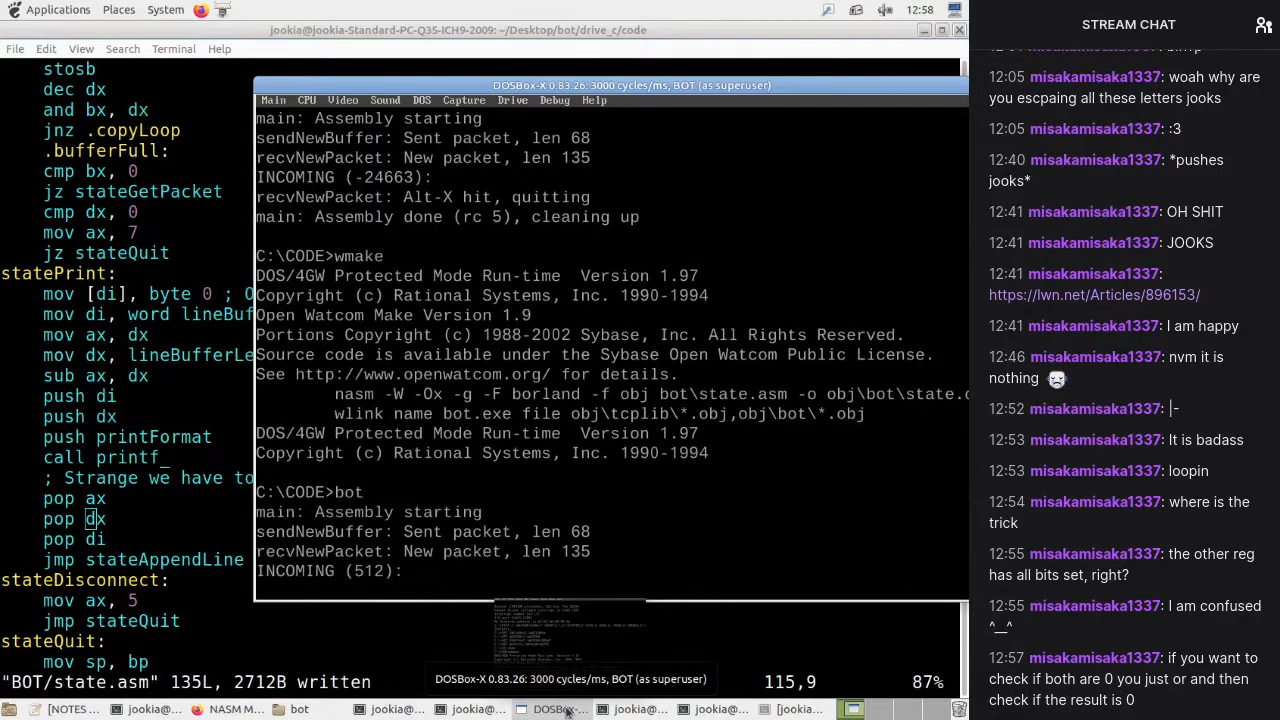 Applications Places System 12:58
jookia@jookia-Standard-PC-Q35-ICH9-2009: ~/Desktop/bot/drive_c/code
File Edit View Search Terminal Help
stosb
dec dx
and bx, dx
jnz .copyLoop
.bufferFull:
cmp bx, 0
jz stateGetPacket
cmp dx, 0
mov ax, 7
jz stateQuit
statePrint:
mov [di], byte 0 ; O
mov di, word lineBuf
mov ax, dx
mov dx, lineBufferLe
sub ax, dx
push di
push dx
push printFormat
call printf_
; Strange we have to
pop ax
pop dx
pop di
jmp stateAppendLine
stateDisconnect:
mov ax, 5
jmp stateQuit
stateQuit:
mov sp, bp
115,9 87%
DOSBox-X 0.83.26: 3000 cycles/ms, BOT (as superuser)
Main CPU Video Sound DOS Capture Drive Debug Help
main: Assembly starting
sendNewBuffer: Sent packet, len 68
recvNewPacket: New packet, len 135
INCOMING (-24663):
recvNewPacket: Alt-X hit, quitting
main: Assembly done (rc 5), cleaning up
C:\CODE>wmake
DOS/4GW Protected Mode Run-time Version 1.97
Copyright (c) Rational Systems, Inc. 1990-1994
Open Watcom Make Version 1.9
Portions Copyright (c) 1988-2002 Sybase, Inc. All Rights Reserved.
Source code is available under the Sybase Open Watcom Public License.
See http://www.openwatcom.org/ for details.
nasm -W -Ox -g -F borland -f obj bot\state.asm -o obj\bot\state.o
wlink name bot.exe file obj\tcplib\*.obj,obj\bot\*.obj
DOS/4GW Protected Mode Run-time Version 1.97
Copyright (c) Rational Systems, Inc. 1990-1994
C:\CODE>bot
main: Assembly starting
sendNewBuffer: Sent packet, len 68
recvNewPacket: New packet, len 135
INCOMING (512):
DOSBox-X 0.83.26: 3000 cycles/ms, BOT (as superuser)
[NOTES ... jookia@... NASM M... bot jookia@... jookia@... DOSBox-... jookia@... jookia@... [jookia...
STREAM CHAT
12:05 misakamisaka1337: woah why are
you escpaing all these letters jooks
12:05 misakamisaka1337: :3
12:40 misakamisaka1337: *pushes
jooks*
12:41 misakamisaka1337: OH SHIT
12:41 misakamisaka1337: JOOKS
12:41 misakamisaka1337:
https://lwn.net/Articles/896153/
12:41 misakamisaka1337: I am happy
12:46 misakamisaka1337: nvm it is
nothing
12:52 misakamisaka1337: |-
12:53 misakamisaka1337: It is badass
12:53 misakamisaka1337: loopin
12:54 misakamisaka1337: where is the
trick
12:55 misakamisaka1337: the other reg
has all bits set, right?
misakamisaka1337: I am with you
^_^
misakamisaka1337: if you want to
check if both are 0 you just or and then
check if the result is 0